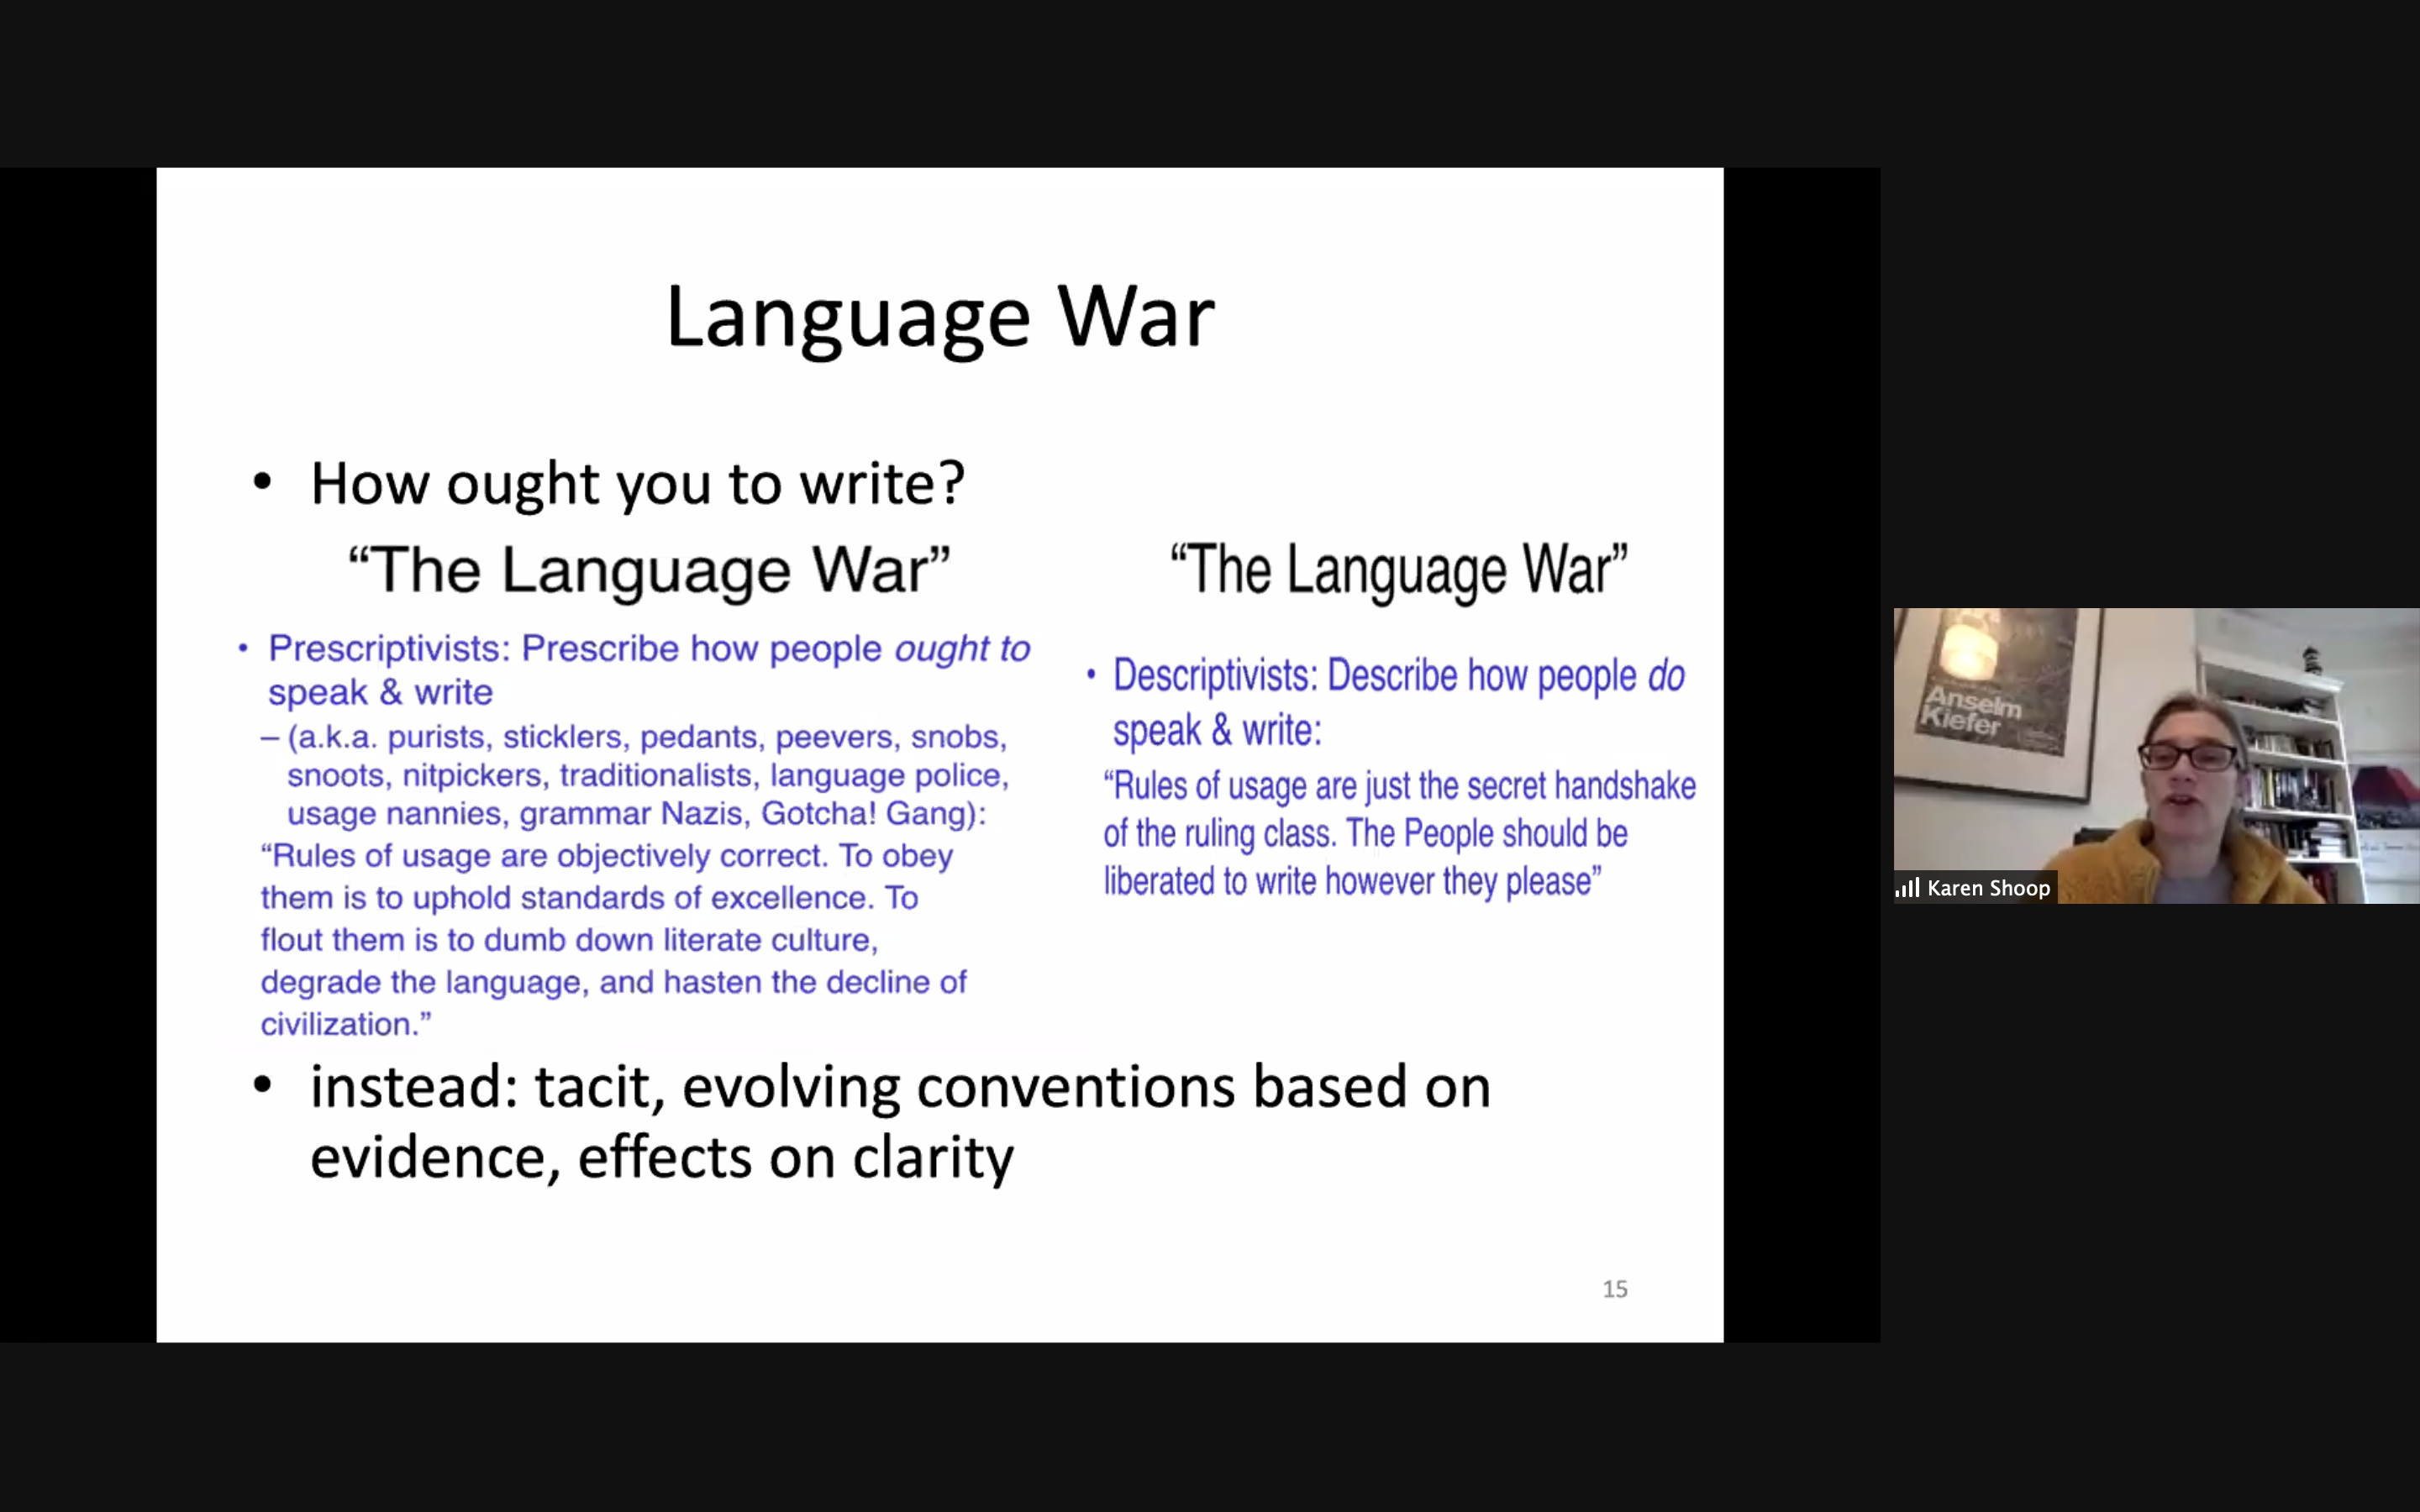 Language War
• How ought you to write?
“The Language War”
• Prescriptivists: Prescribe how people ought to
speak & write
– (a.k.a. purists, sticklers, pedants, peevers, snobs,
snoots, nitpickers, traditionalists, language police,
usage nannies, grammar Nazis, Gotcha! Gang):
“Rules of usage are objectively correct. To obey
them is to uphold standards of excellence. To
flout them is to dumb down literate culture,
degrade the language, and hasten the decline of
civilization.”
“The Language War”
• Descriptivists: Describe how people do
speak & write:
“Rules of usage are just the secret handshake
of the ruling class. The People should be
liberated to write however they please”
• instead: tacit, evolving conventions based on
evidence, effects on clarity
15
Anselm
Kiefer
Karen Shoop